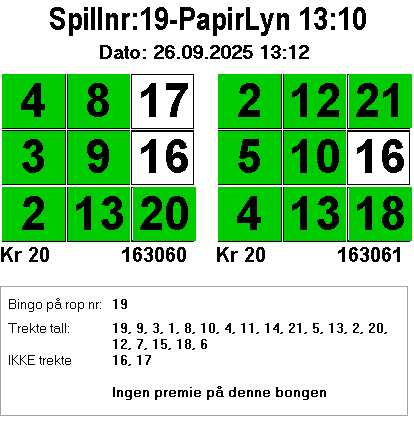 Spillnr:19-PapirLyn 13:10
Dato: 26.09.2025 13:12
4 8 17 2 12 21
3 9 16 5 10 16
2 13 20 4 13 18
Kr 20 163060 Kr 20 163061
Bingo på rop nr: 19
Trekte tall: 19, 9, 3, 1, 8, 10, 4, 11, 14, 21, 5, 13, 2, 20,
12, 7, 15, 18, 6
IKKE trekte 16, 17
Ingen premie på denne bongen